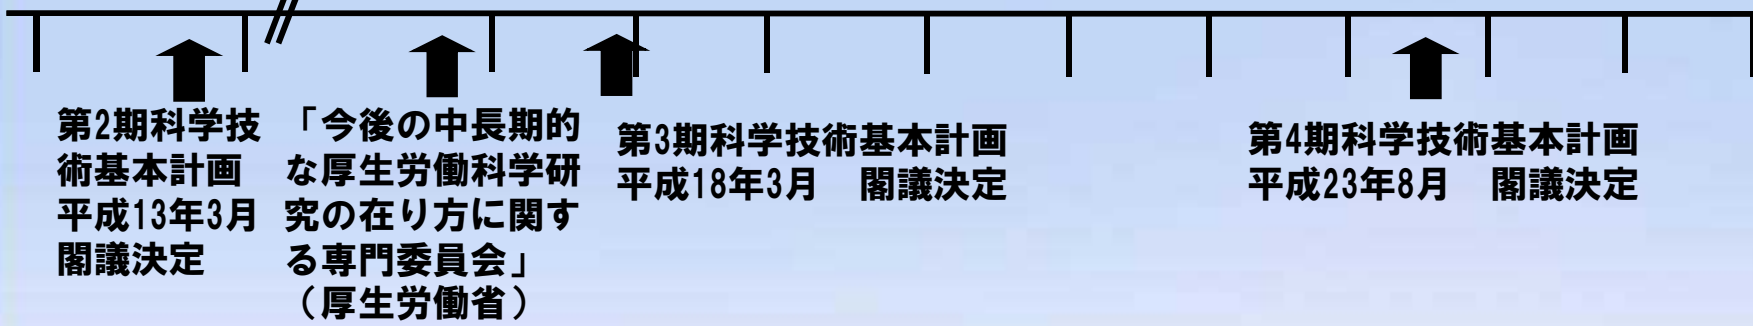 第2期科学技
術基本計画
平成13年3月
閣議決定
「今後の中長期的
な厚生労働科学研
究の在り方に関す
る専門委員会」
（厚生労働省）
第3期科学技術基本計画
平成18年3月　閣議決定
第4期科学技術基本計画
平成23年8月　閣議決定